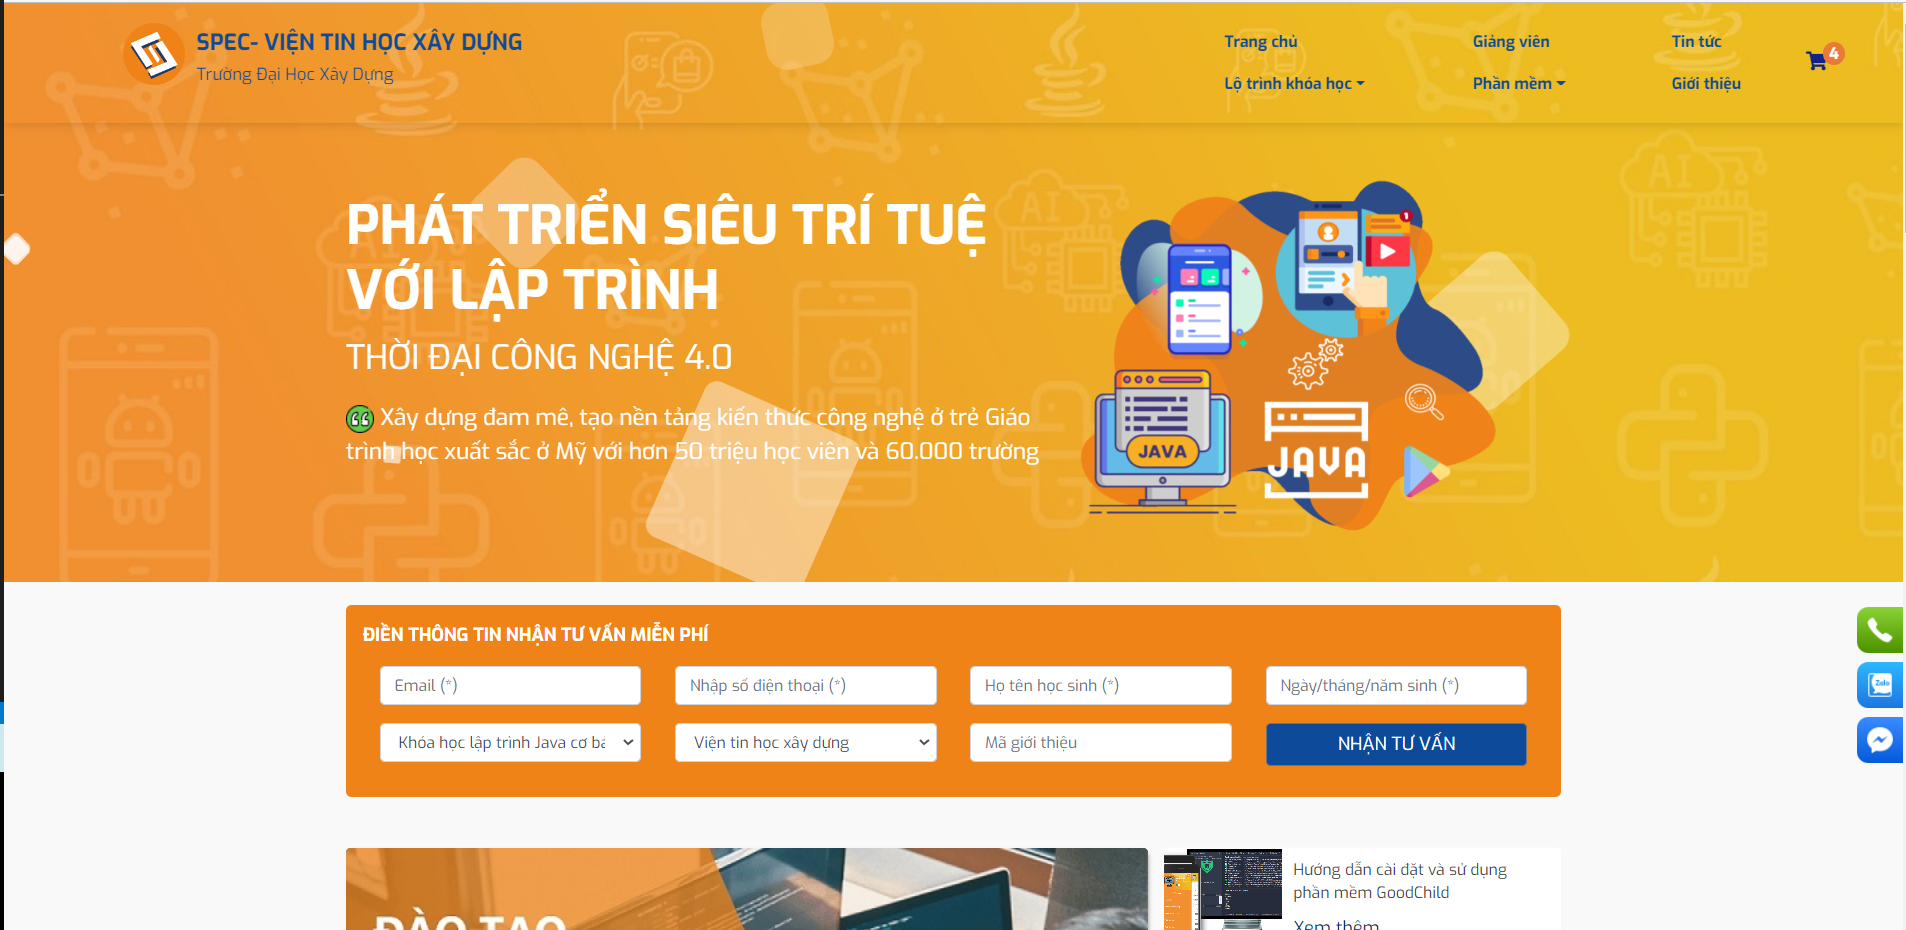 SPEC- VIỆN TIN HỌC XÂY DỰNG
Trường Đại Học Xây Dựng
Trang chủ
Giảng viên
Tin tức
4
Lộ trình khóa học
Phần mềm
Giới thiệu
PHÁT TRIỂN SIÊU TRÍ TUỆ
VỚI LẬP TRÌNH
THỜI ĐẠI CÔNG NGHỆ 4.0
Xây dựng đam mê, tạo nền tảng kiến thức công nghệ ở trẻ Giáo
trình học xuất sắc ở Mỹ với hơn 50 triệu học viên và 60.000 trường
AI
AI
1
JAVA
JAVA
ĐIỀN THÔNG TIN NHẬN TƯ VẤN MIỄN PHÍ
Email (*)
Nhập số điện thoại (*)
Họ tên học sinh (*)
Ngày/tháng/năm sinh (*)
Khóa học lập trình Java cơ bả
Viện tin học xây dựng
Mã giới thiệu
NHẬN TƯ VẤN
Zalo
ĐÀO TẠO
Hướng dẫn cài đặt và sử dụng
phần mềm GoodChild
Xem thêm